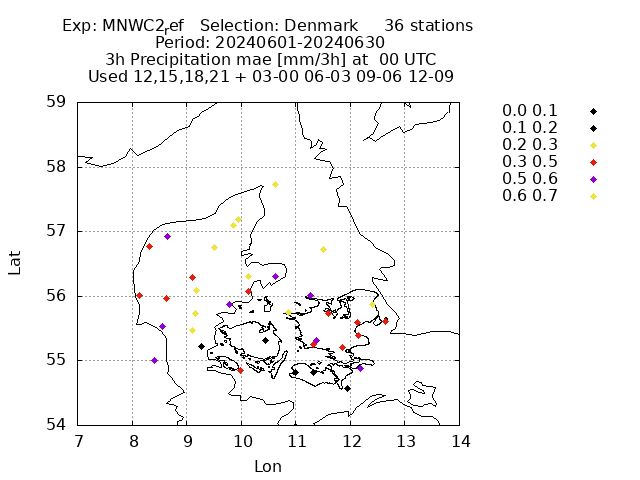 Exp: MNWC2ref Selection: Denmark 36 stations
Period: 20240601-20240630
3h Precipitation mae [mm/3h] at 00 UTC
Used 12,15,18,21 + 03-00 06-03 09-06 12-09
0.0 0.1
0.1 0.2
0.2 0.3
0.3 0.5
0.5 0.6
0.6 0.7
59
58
57
56
55
54
Lat
7 8 9 10 11 12 13 14
Lon